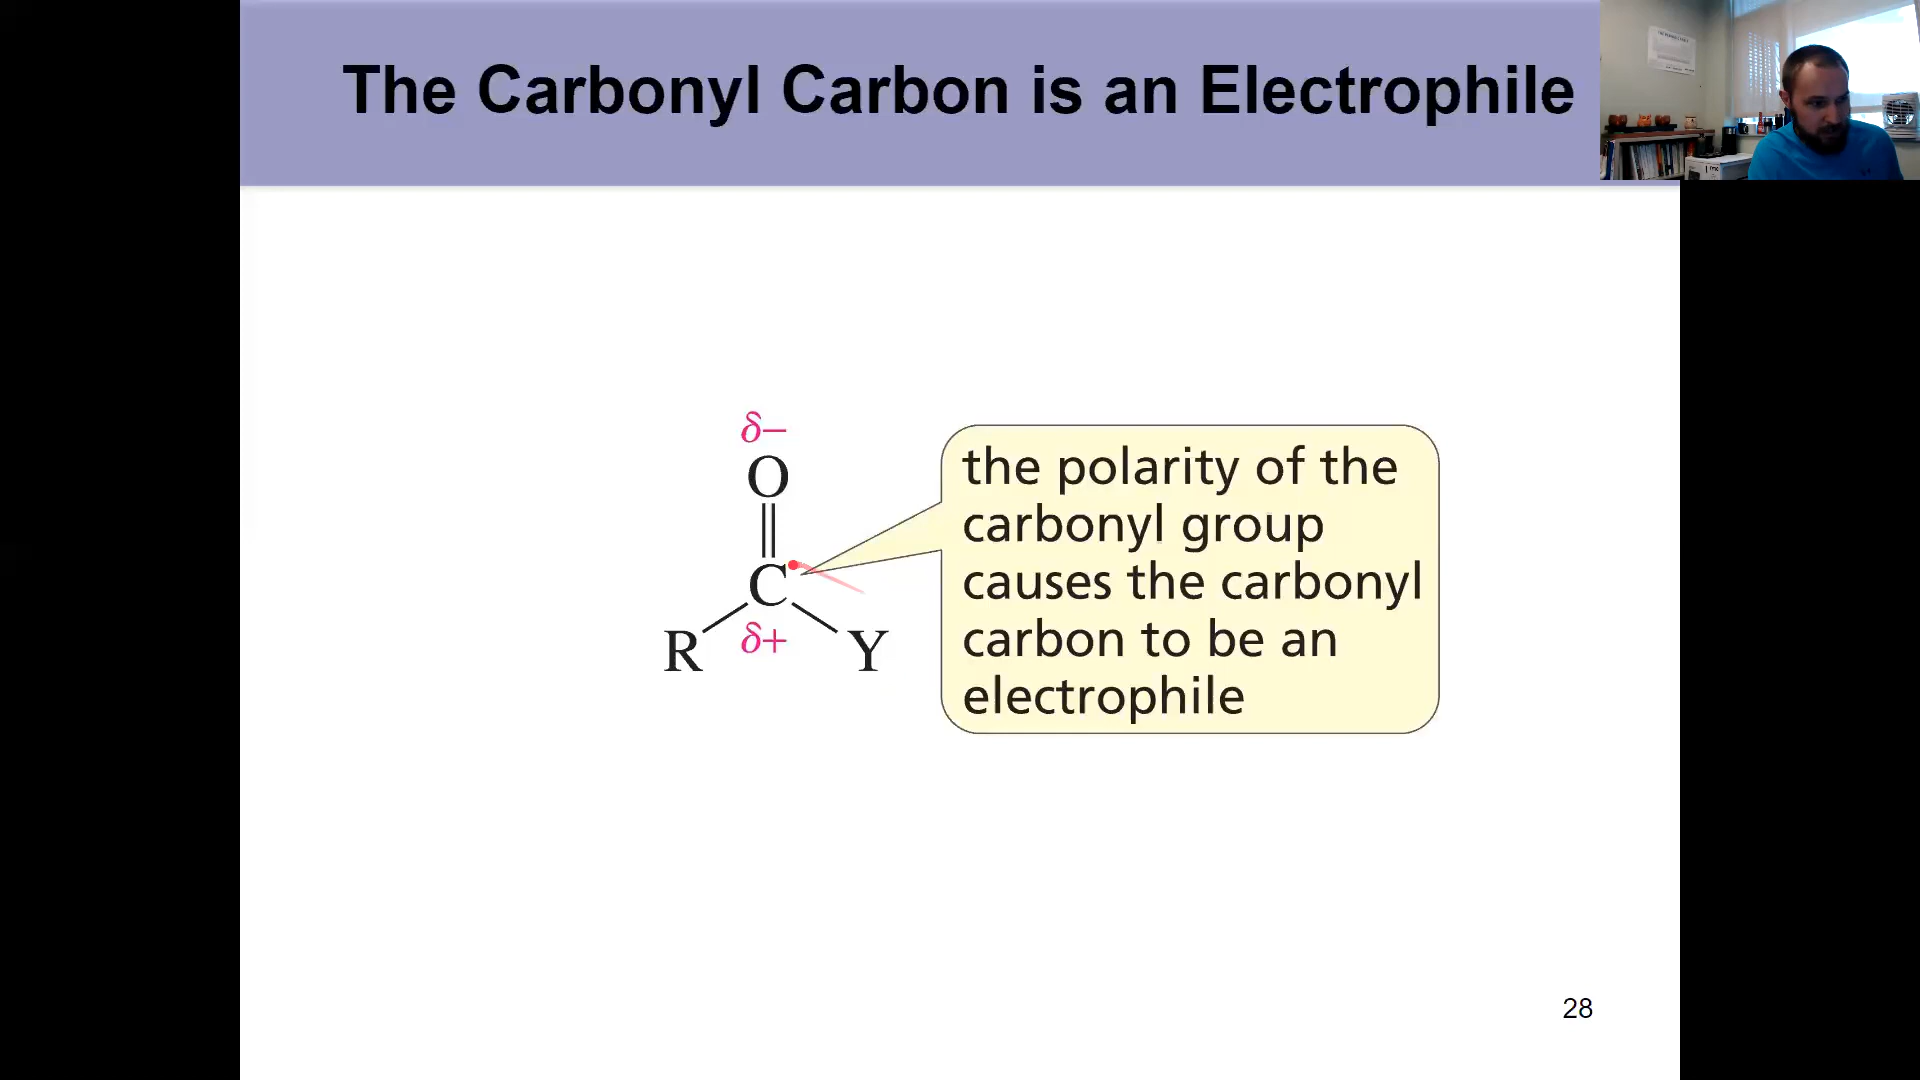 The Carbonyl Carbon is an Electrophile
δ−
O
C
R δ+ Y
the polarity of the
carbonyl group
causes the carbonyl
carbon to be an
electrophile
28